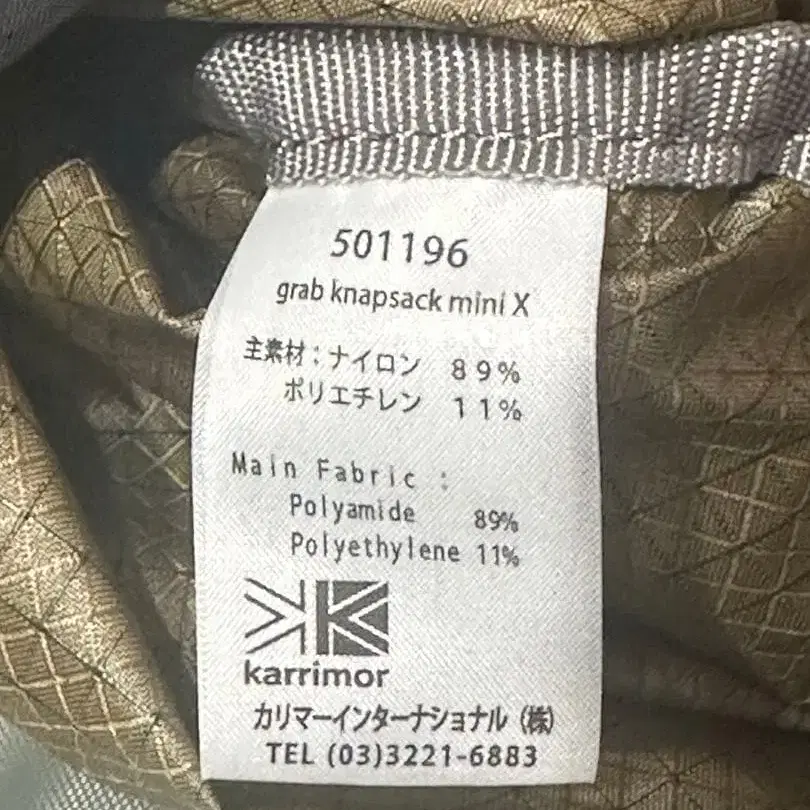 501196
grab knapsack mini X
主素材：ナイロン 89%
ポリエチレン 11%
Main Fabric :
Polyamide 89%
Polyethylene 11%
karrimor
カリマーインターナショナル（株）
TEL (03)3221-6883